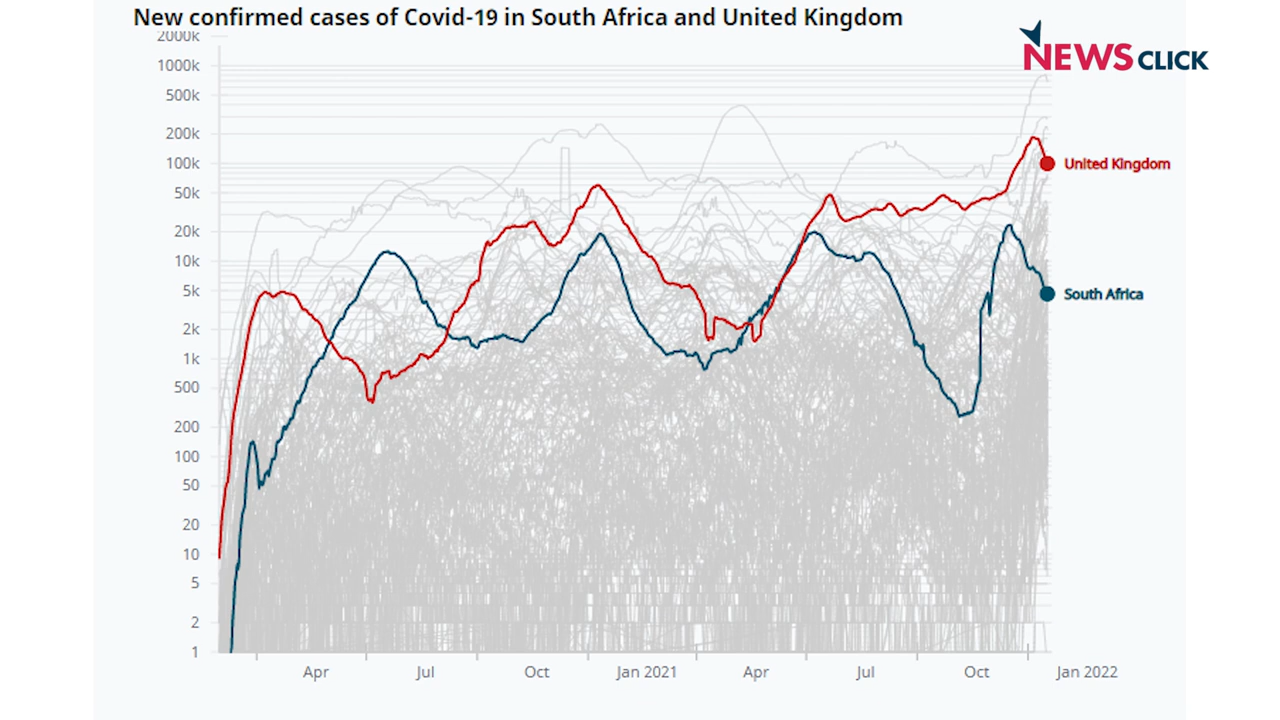 New confirmed cases of Covid-19 in South Africa and United Kingdom
NEWSCLICK
2000k
1000k
500k
200k
100k
50k
20k
10k
5k
2k
1k
500
200
100
50
20
10
5
2
1
United Kingdom
South Africa
Apr Jul Oct Jan 2021 Apr Jul Oct Jan 2022